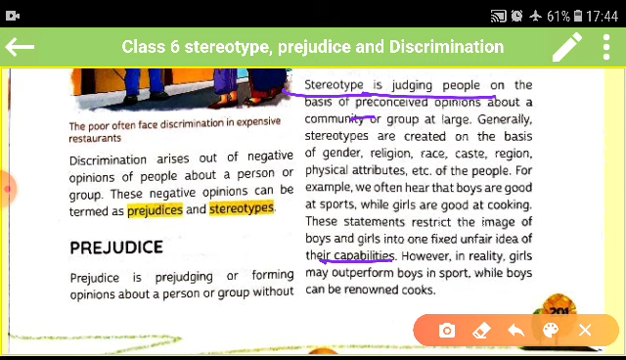 61% 17:44
Class 6 stereotype, prejudice and Discrimination
The poor often face discrimination in expensive
restaurants
Discrimination arises out of negative
opinions of people about a person or
group. These negative opinions can be
termed as prejudices and stereotypes.
PREJUDICE
Prejudice is prejudging or forming
opinions about a person or group without
Stereotype is judging people on the
basis of preconceived opinions about a
community or group at large. Generally,
stereotypes are created on the basis
of gender, religion, race, caste, region,
physical attributes, etc. of the people. For
example, we often hear that boys are good
at sports, while girls are good at cooking.
These statements restrict the image of
boys and girls into one fixed unfair idea of
their capabilities. However, in reality, girls
may outperform boys in sport, while boys
can be renowned cooks.
201